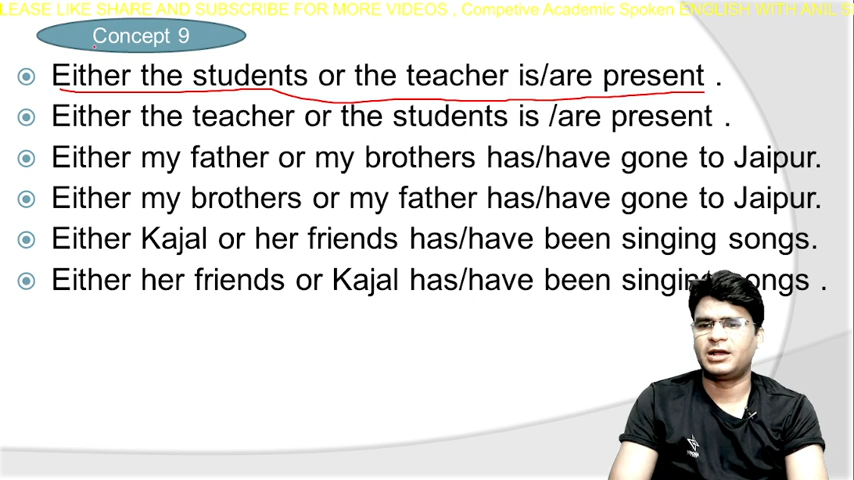 LEASE LIKE SHARE AND SUBSCRIBE FOR MORE VIDEOS , Competive Academic Spoken ENGLISH WITH ANIL
Concept 9
Either the students or the teacher is/are present .
Either the teacher or the students is /are present .
Either my father or my brothers has/have gone to Jaipur.
Either my brothers or my father has/have gone to Jaipur.
Either Kajal or her friends has/have been singing songs.
Either her friends or Kajal has/have been singing songs .